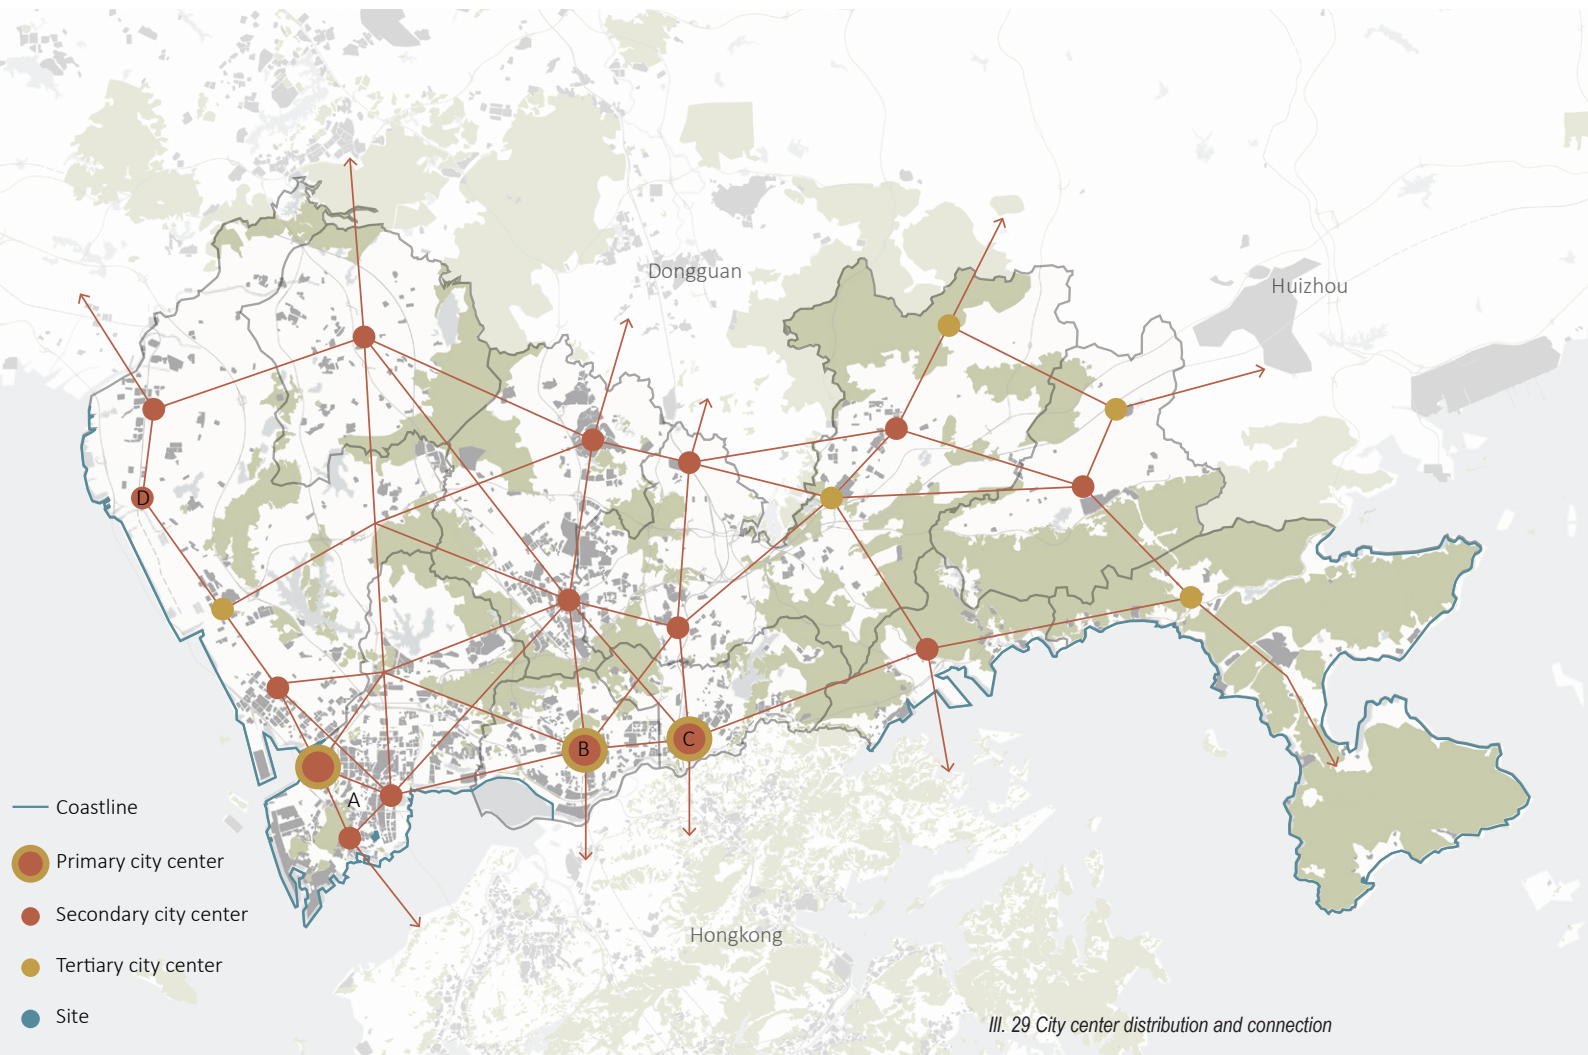 Dongguan
Huizhou
D
B
C
A
Coastline
Primary city center
Secondary city center
Tertiary city center
Site
Hongkong
Ill. 29 City center distribution and connection